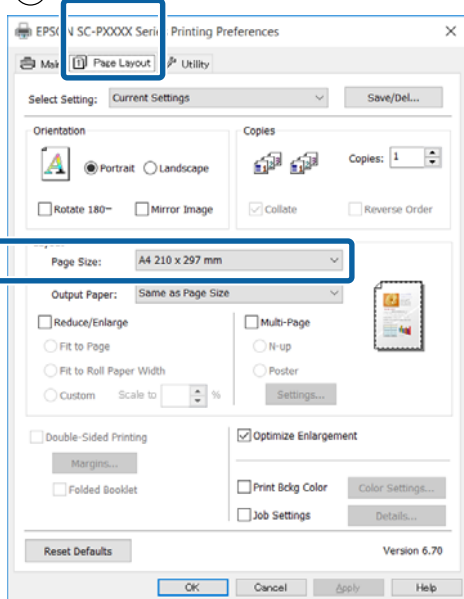 EPSON SC-PXXXX Series Printing Preferences
Main Page Layout Utility
Select Setting: Current Settings Save/Del...
Orientation Copies
Portrait Landscape Copies: 1
Rotate 180° Mirror Image Collate Reverse Order
Page Size: A4 210 x 297 mm
Output Paper: Same as Page Size
Reduce/Enlarge Multi-Page
Fit to Page N-up
Fit to Roll Paper Width Poster
Custom Scale to % Settings...
Double-Sided Printing Optimize Enlargement
Margins...
Folded Booklet Print Bckg Color Color Settings...
Job Settings Details...
Reset Defaults Version 6.70
OK Cancel Apply Help